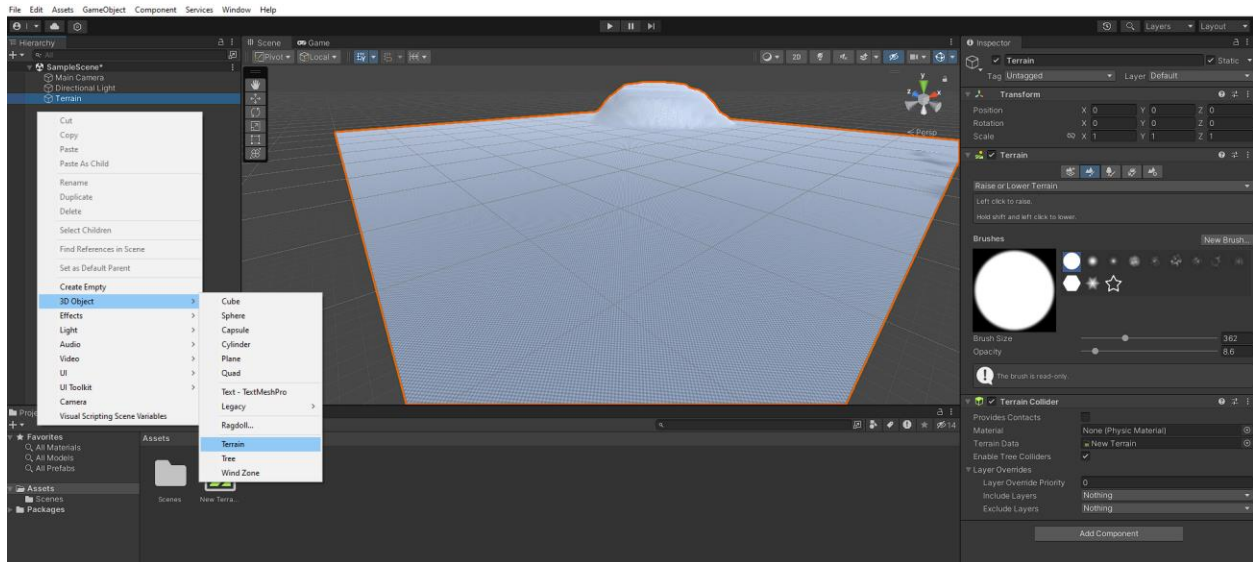 File Edit Assets GameObject Component Services Window Help
Layers Layout
Hierarchy
All
SampleScene*
Main Camera
Directional Light
Terrain
Cut
Copy
Paste
Paste As Child
Rename
Duplicate
Delete
Select Children
Find References in Scene
Set as Default Parent
Create Empty
3D Object
Effects
Light
Audio
Video
UI
UI Toolkit
Camera
Visual Scripting Scene Variables
Cube
Sphere
Capsule
Cylinder
Plane
Quad
Text - TextMeshPro
Legacy
Ragdoll...
Terrain
Tree
Wind Zone
Scene Game
Pivot Local
2D
y
z x
< Persp
Proje
14
Favorites
All Materials
All Models
All Prefabs
Assets
Scenes
Packages
Assets
Scenes New Terra...
Inspector
Terrain Static
Tag Untagged Layer Default
Transform
Position X 0 Y 0 Z 0
Rotation X 0 Y 0 Z 0
Scale X 1 Y 1 Z 1
Terrain
Raise or Lower Terrain
Left click to raise.
Hold shift and left click to lower.
Brushes New Brush...
Brush Size 362
Opacity 8.6
The brush is read-only.
Terrain Collider
Provides Contacts
Material None (Physic Material)
Terrain Data New Terrain
Enable Tree Colliders
Layer Overrides
Layer Override Priority 0
Include Layers Nothing
Exclude Layers Nothing
Add Component